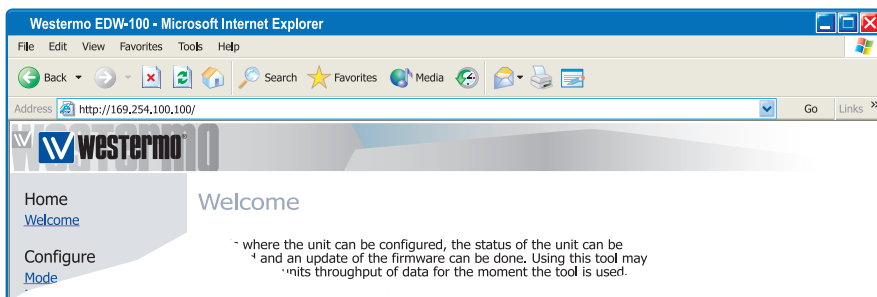 Westermo EDW-100 - Microsoft Internet Explorer
File Edit View Favorites Tools Help
Back Search Favorites Media
Address http://169.254.100.100/ Go Links »
westermo
Home
Welcome
Configure
Mode
Welcome
where the unit can be configured, the status of the unit can be
and an update of the firmware can be done. Using this tool may
units throughput of data for the moment the tool is used.